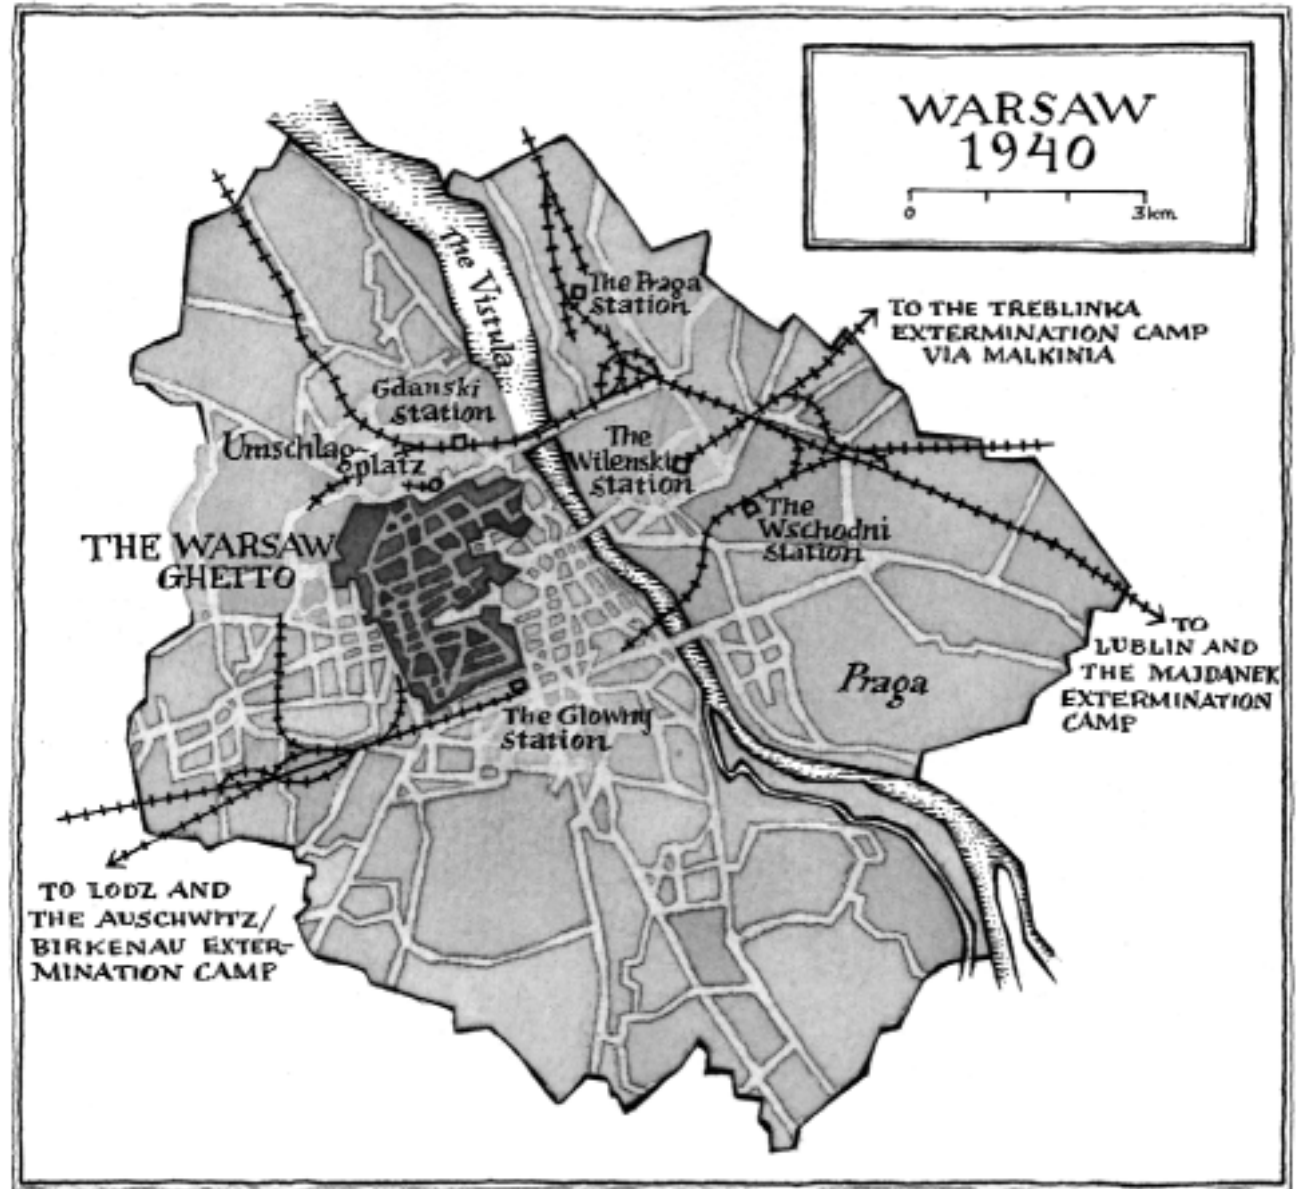 WARSAW
1940
0 3km.
The Vistula
The Praga
station
TO THE TREBLINKA
EXTERMINATION CAMP
VIA MALKINIA
Gdanski
station
Umschlag-
platz
The
Wilenski
station
The
Wschodni
station
THE WARSAW
GHETTO
TO
LUBLIN AND
THE MAJDANEK
EXTERMINATION
CAMP
Praga
The Glowny
station
TO LODZ AND
THE AUSCHWITZ/
BIRKENAU EXTER-
MINATION CAMP